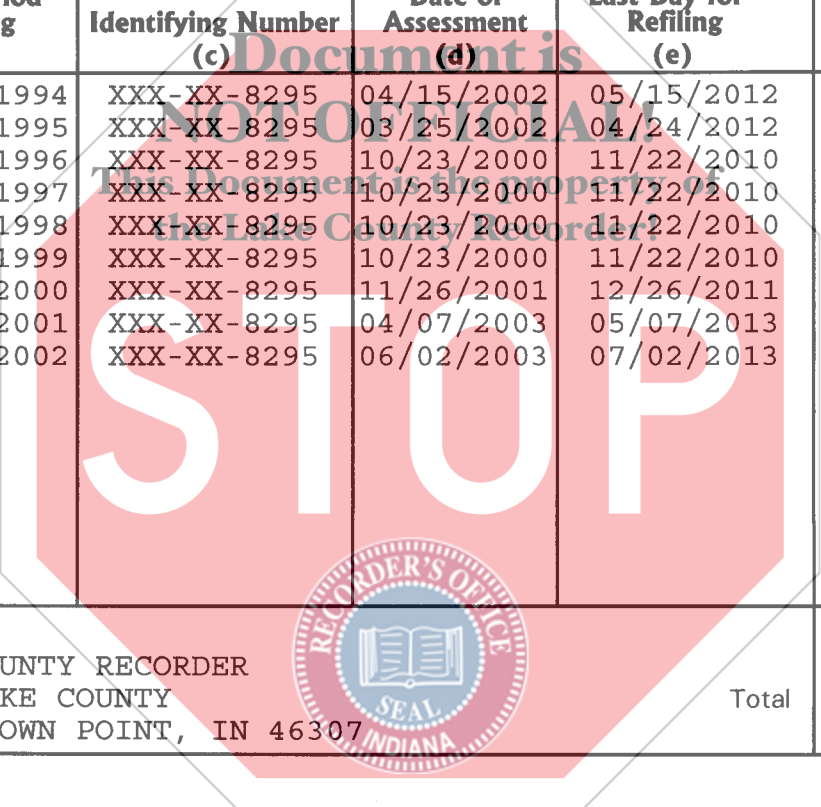 Identifying Number Assessment Refiling
(c) (d) (e)
Document is
1994 XXX-XX-8295 04/15/2002 05/15/2012
NOT OFFICIAL!
1995 XXX-XX-8295 03/25/2002 04/24/2012
1996 XXX-XX-8295 10/23/2000 11/22/2010
This Document is the property of
1997 XXX-XX-8295 10/23/2000 11/22/2010
the Lake County Recorder!
1998 XXX-XX-8295 10/23/2000 11/22/2010
1999 XXX-XX-8295 10/23/2000 11/22/2010
2000 XXX-XX-8295 11/26/2001 12/26/2011
2001 XXX-XX-8295 04/07/2003 05/07/2013
2002 XXX-XX-8295 06/02/2003 07/02/2013
STOP
RECORDER'S OFFICE
SEAL
INDIANA
UNTY RECORDER
KE COUNTY Total
OWN POINT, IN 46307